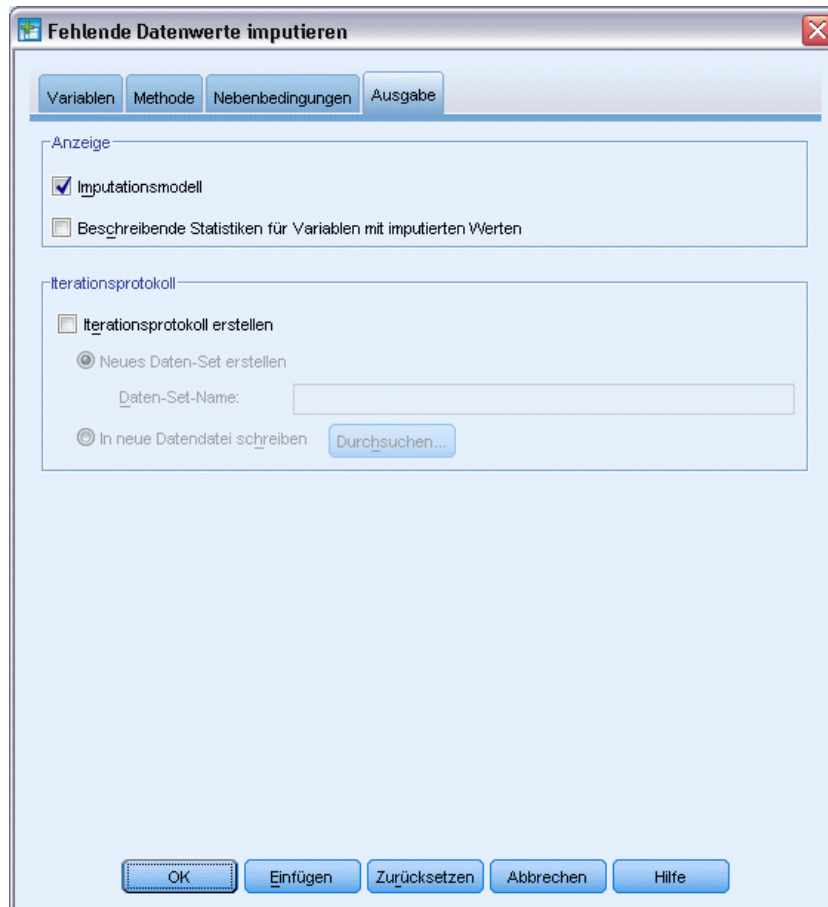 Fehlende Datenwerte imputieren
Variablen Methode Nebenbedingungen Ausgabe
Anzeige
Imputationsmodell
Beschreibende Statistiken für Variablen mit imputierten Werten
Iterationsprotokoll
Iterationsprotokoll erstellen
Neues Daten-Set erstellen
Daten-Set-Name:
In neue Datendatei schreiben Durchsuchen...
OK Einfügen Zurücksetzen Abbrechen Hilfe